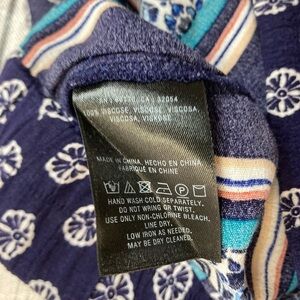 100% VISCOSE, VISCOSA,
VISCOSA, VISKOSE
MADE IN CHINA, HECHO EN CHINA,
FABRIQUÉ EN CHINE
HAND WASH COLD SEPARATELY.
DO NOT WRING OR TWIST.
USE ONLY NON-CHLORINE BLEACH.
LINE DRY.
LOW IRON AS NEEDED.
MAY BE DRY CLEANED.